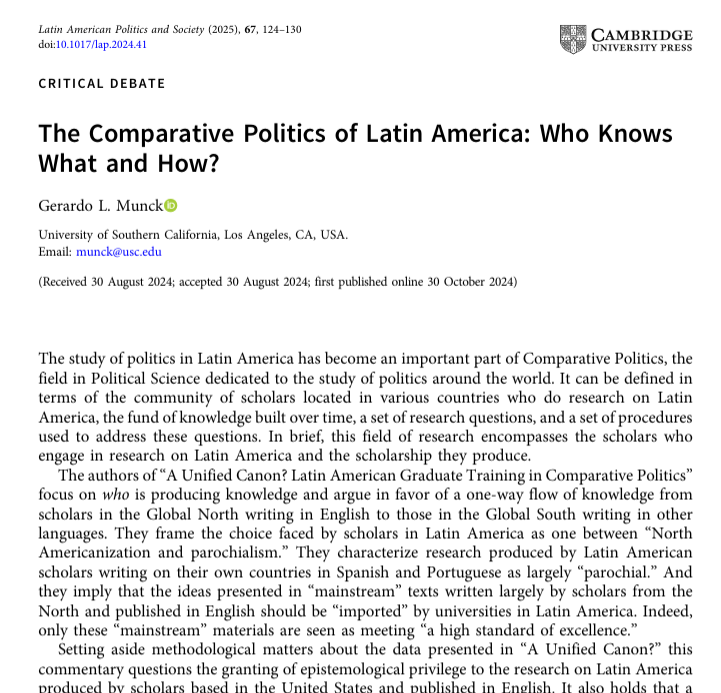 Latin American Politics and Society (2025), 67, 124–130
doi:10.1017/lap.2024.41
CAMBRIDGE
UNIVERSITY PRESS
CRITICAL DEBATE
The Comparative Politics of Latin America: Who Knows
What and How?
Gerardo L. Munck
University of Southern California, Los Angeles, CA, USA.
Email: munck@usc.edu
(Received 30 August 2024; accepted 30 August 2024; first published online 30 October 2024)
The study of politics in Latin America has become an important part of Comparative Politics, the
field in Political Science dedicated to the study of politics around the world. It can be defined in
terms of the community of scholars located in various countries who do research on Latin
America, the fund of knowledge built over time, a set of research questions, and a set of procedures
used to address these questions. In brief, this field of research encompasses the scholars who
engage in research on Latin America and the scholarship they produce.
The authors of “A Unified Canon? Latin American Graduate Training in Comparative Politics”
focus on who is producing knowledge and argue in favor of a one-way flow of knowledge from
scholars in the Global North writing in English to those in the Global South writing in other
languages. They frame the choice faced by scholars in Latin America as one between “North
Americanization and parochialism.” They characterize research produced by Latin American
scholars writing on their own countries in Spanish and Portuguese as largely “parochial.” And
they imply that the ideas presented in “mainstream” texts written largely by scholars from the
North and published in English should be “imported” by universities in Latin America. Indeed,
only these “mainstream” materials are seen as meeting “a high standard of excellence.”
Setting aside methodological matters about the data presented in “A Unified Canon?” this
commentary questions the granting of epistemological privilege to the research on Latin America
produced by scholars based in the United States and published in English. It also holds that a